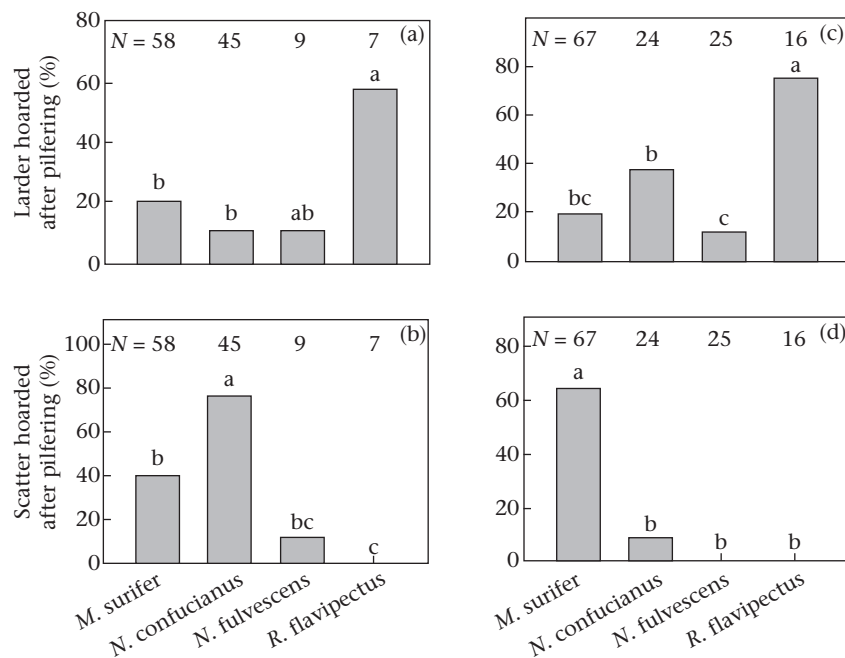 80
N = 58 45 9 7 (a)
a
60
40
b
20
b ab
0
Larder hoarded
after pilfering (%)
N = 67 24 25 16 (c)
a
80
60
b
40
bc
20
c
0
N = 58 45 9 7 (b)
100
a
80
60
b
40
20
bc
c
0
Scatter hoarded
after pilfering (%)
M. surifer
N. confucianus
N. fulvescens
R. flavipectus
N = 67 24 25 16 (d)
80
a
60
40
20
b
b b
0
M. surifer
N. confucianus
N. fulvescens
R. flavipectus